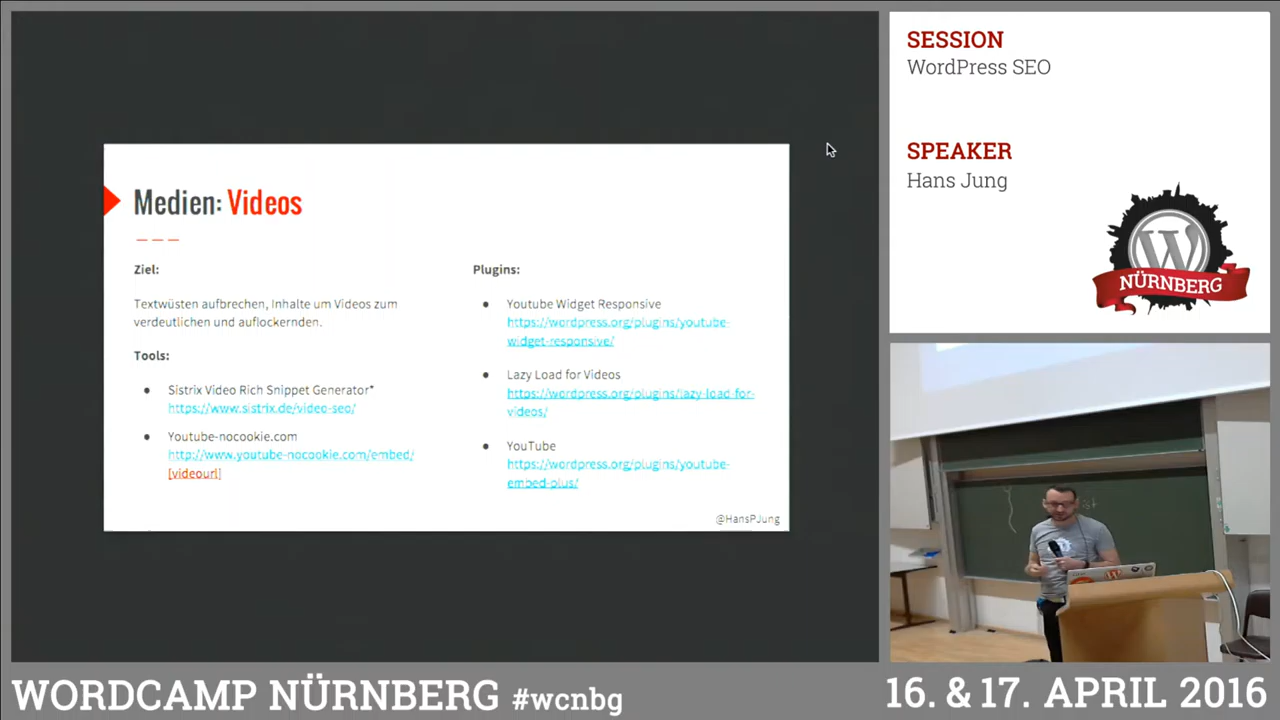 Medien: Videos
Ziel:
Textwüsten aufbrechen, Inhalte um Videos zum
verdeutlichen und auflockernden.
Tools:
Sistrix Video Rich Snippet Generator*
https://www.sistrix.de/video-seo/
Youtube-nocookie.com
http://www.youtube-nocookie.com/embed/
[videourl]
Plugins:
Youtube Widget Responsive
https://wordpress.org/plugins/youtube-
widget-responsive/
Lazy Load for Videos
https://wordpress.org/plugins/lazy-load-for-
videos/
YouTube
https://wordpress.org/plugins/youtube-
embed-plus/
@HansPJung
SESSION
WordPress SEO
SPEAKER
Hans Jung
W
NÜRNBERG
WORDCAMP NÜRNBERG #wcnbg
16. & 17. APRIL 2016